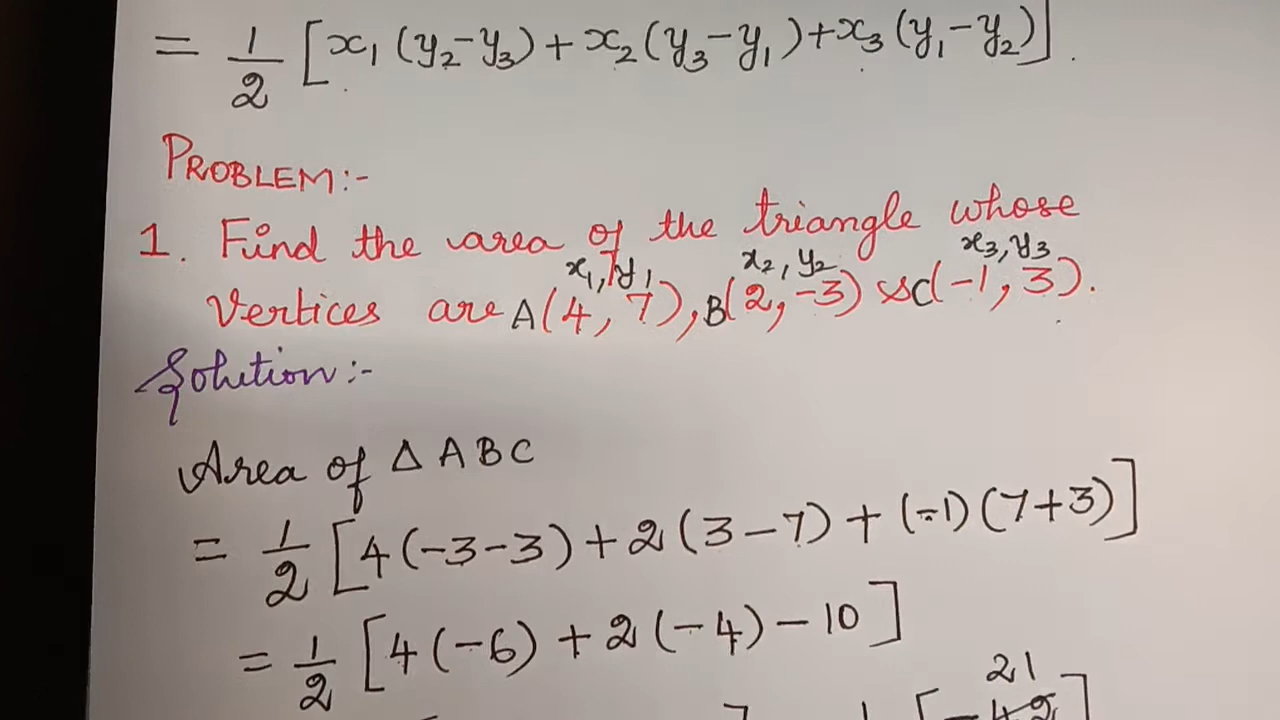 = 1/2 [x₁ (y₂-y₃) + x₂ (y₃-y₁) + x₃ (y₁-y₂)].
PROBLEM:-
1. Find the area of the triangle whose
x₁, y₁ x₂, y₂ x₃, y₃
vertices are A(4, 7), B(2, -3) & C(-1, 3).
Solution:-
Area of Δ ABC
= 1/2 [4(-3-3) + 2(3-7) + (-1)(7+3)]
= 1/2 [4(-6) + 2(-4) - 10]
21